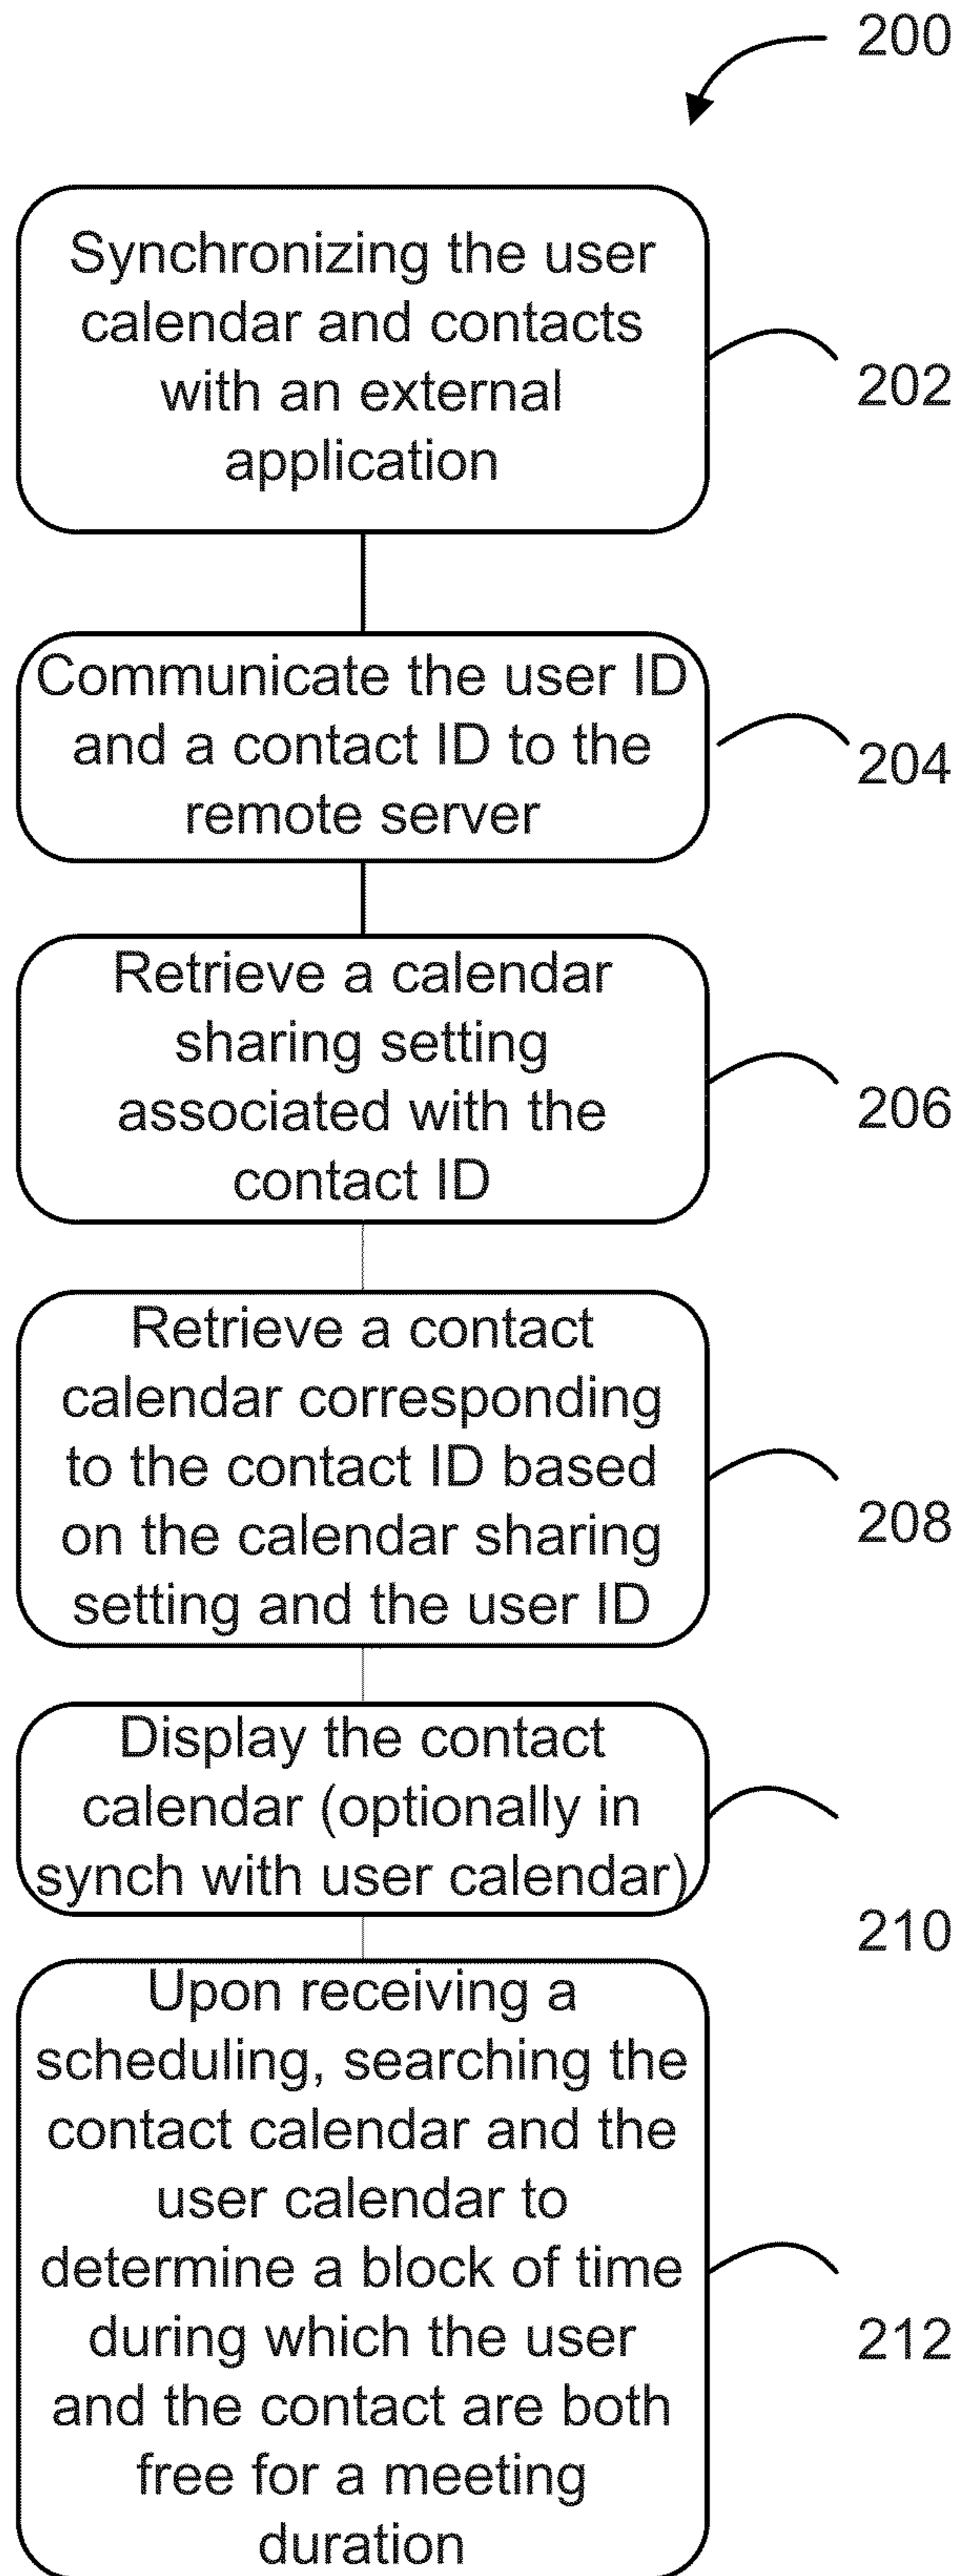 200
Synchronizing the user
calendar and contacts
with an external
application
202
Communicate the user ID
and a contact ID to the
remote server
204
Retrieve a calendar
sharing setting
associated with the
contact ID
206
Retrieve a contact
calendar corresponding
to the contact ID based
on the calendar sharing
setting and the user ID
208
Display the contact
calendar (optionally in
synch with user calendar)
210
Upon receiving a
scheduling, searching the
contact calendar and the
user calendar to
determine a block of time
during which the user
and the contact are both
free for a meeting
duration
212